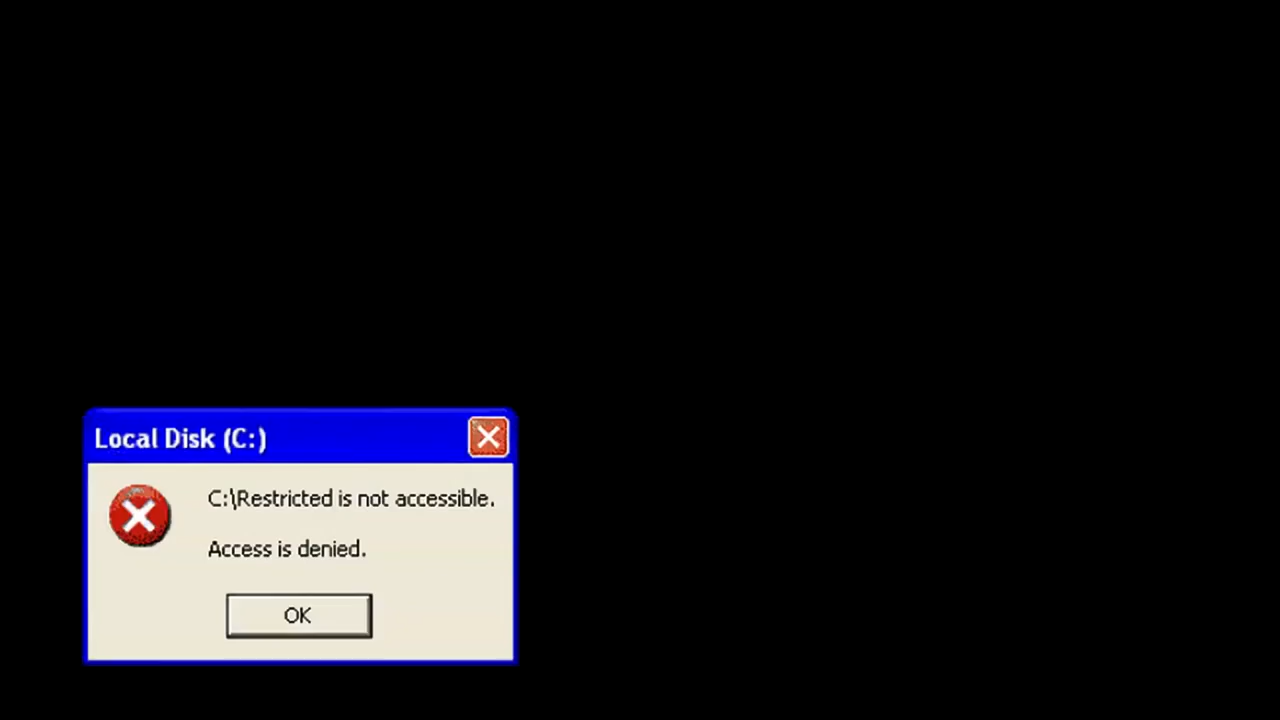 Local Disk (C:)
C:\Restricted is not accessible.
Access is denied.
OK